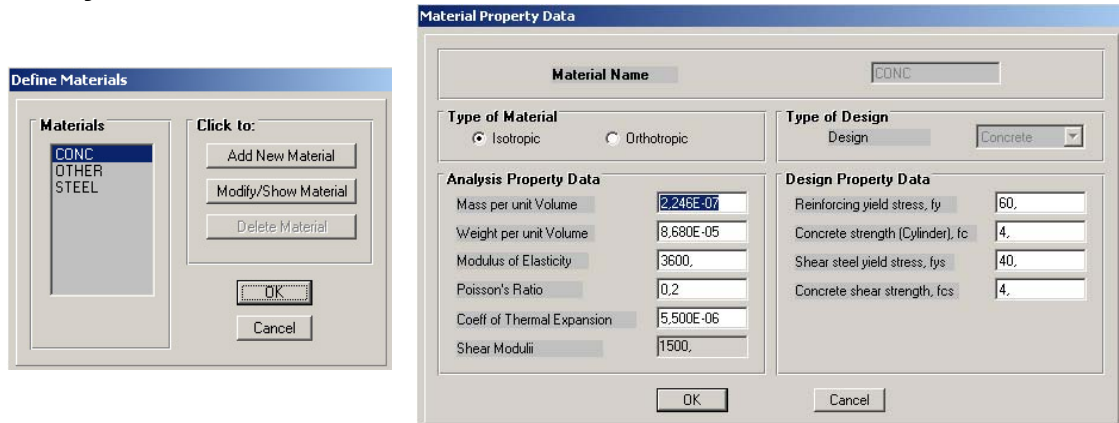 Define Materials
Materials
CONC
OTHER
STEEL
Click to:
Add New Material
Modify/Show Material
Delete Material
OK
Cancel
Material Property Data
Material Name CONC
Type of Material
Isotropic Orthotropic
Type of Design
Design Concrete
Analysis Property Data
Mass per unit Volume 2,246E-07
Weight per unit Volume 8,680E-05
Modulus of Elasticity 3600,
Poisson's Ratio 0,2
Coeff of Thermal Expansion 5,500E-06
Shear Modulii 1500,
Design Property Data
Reinforcing yield stress, fy 60,
Concrete strength (Cylinder), fc 4,
Shear steel yield stress, fys 40,
Concrete shear strength, fcs 4,
OK Cancel